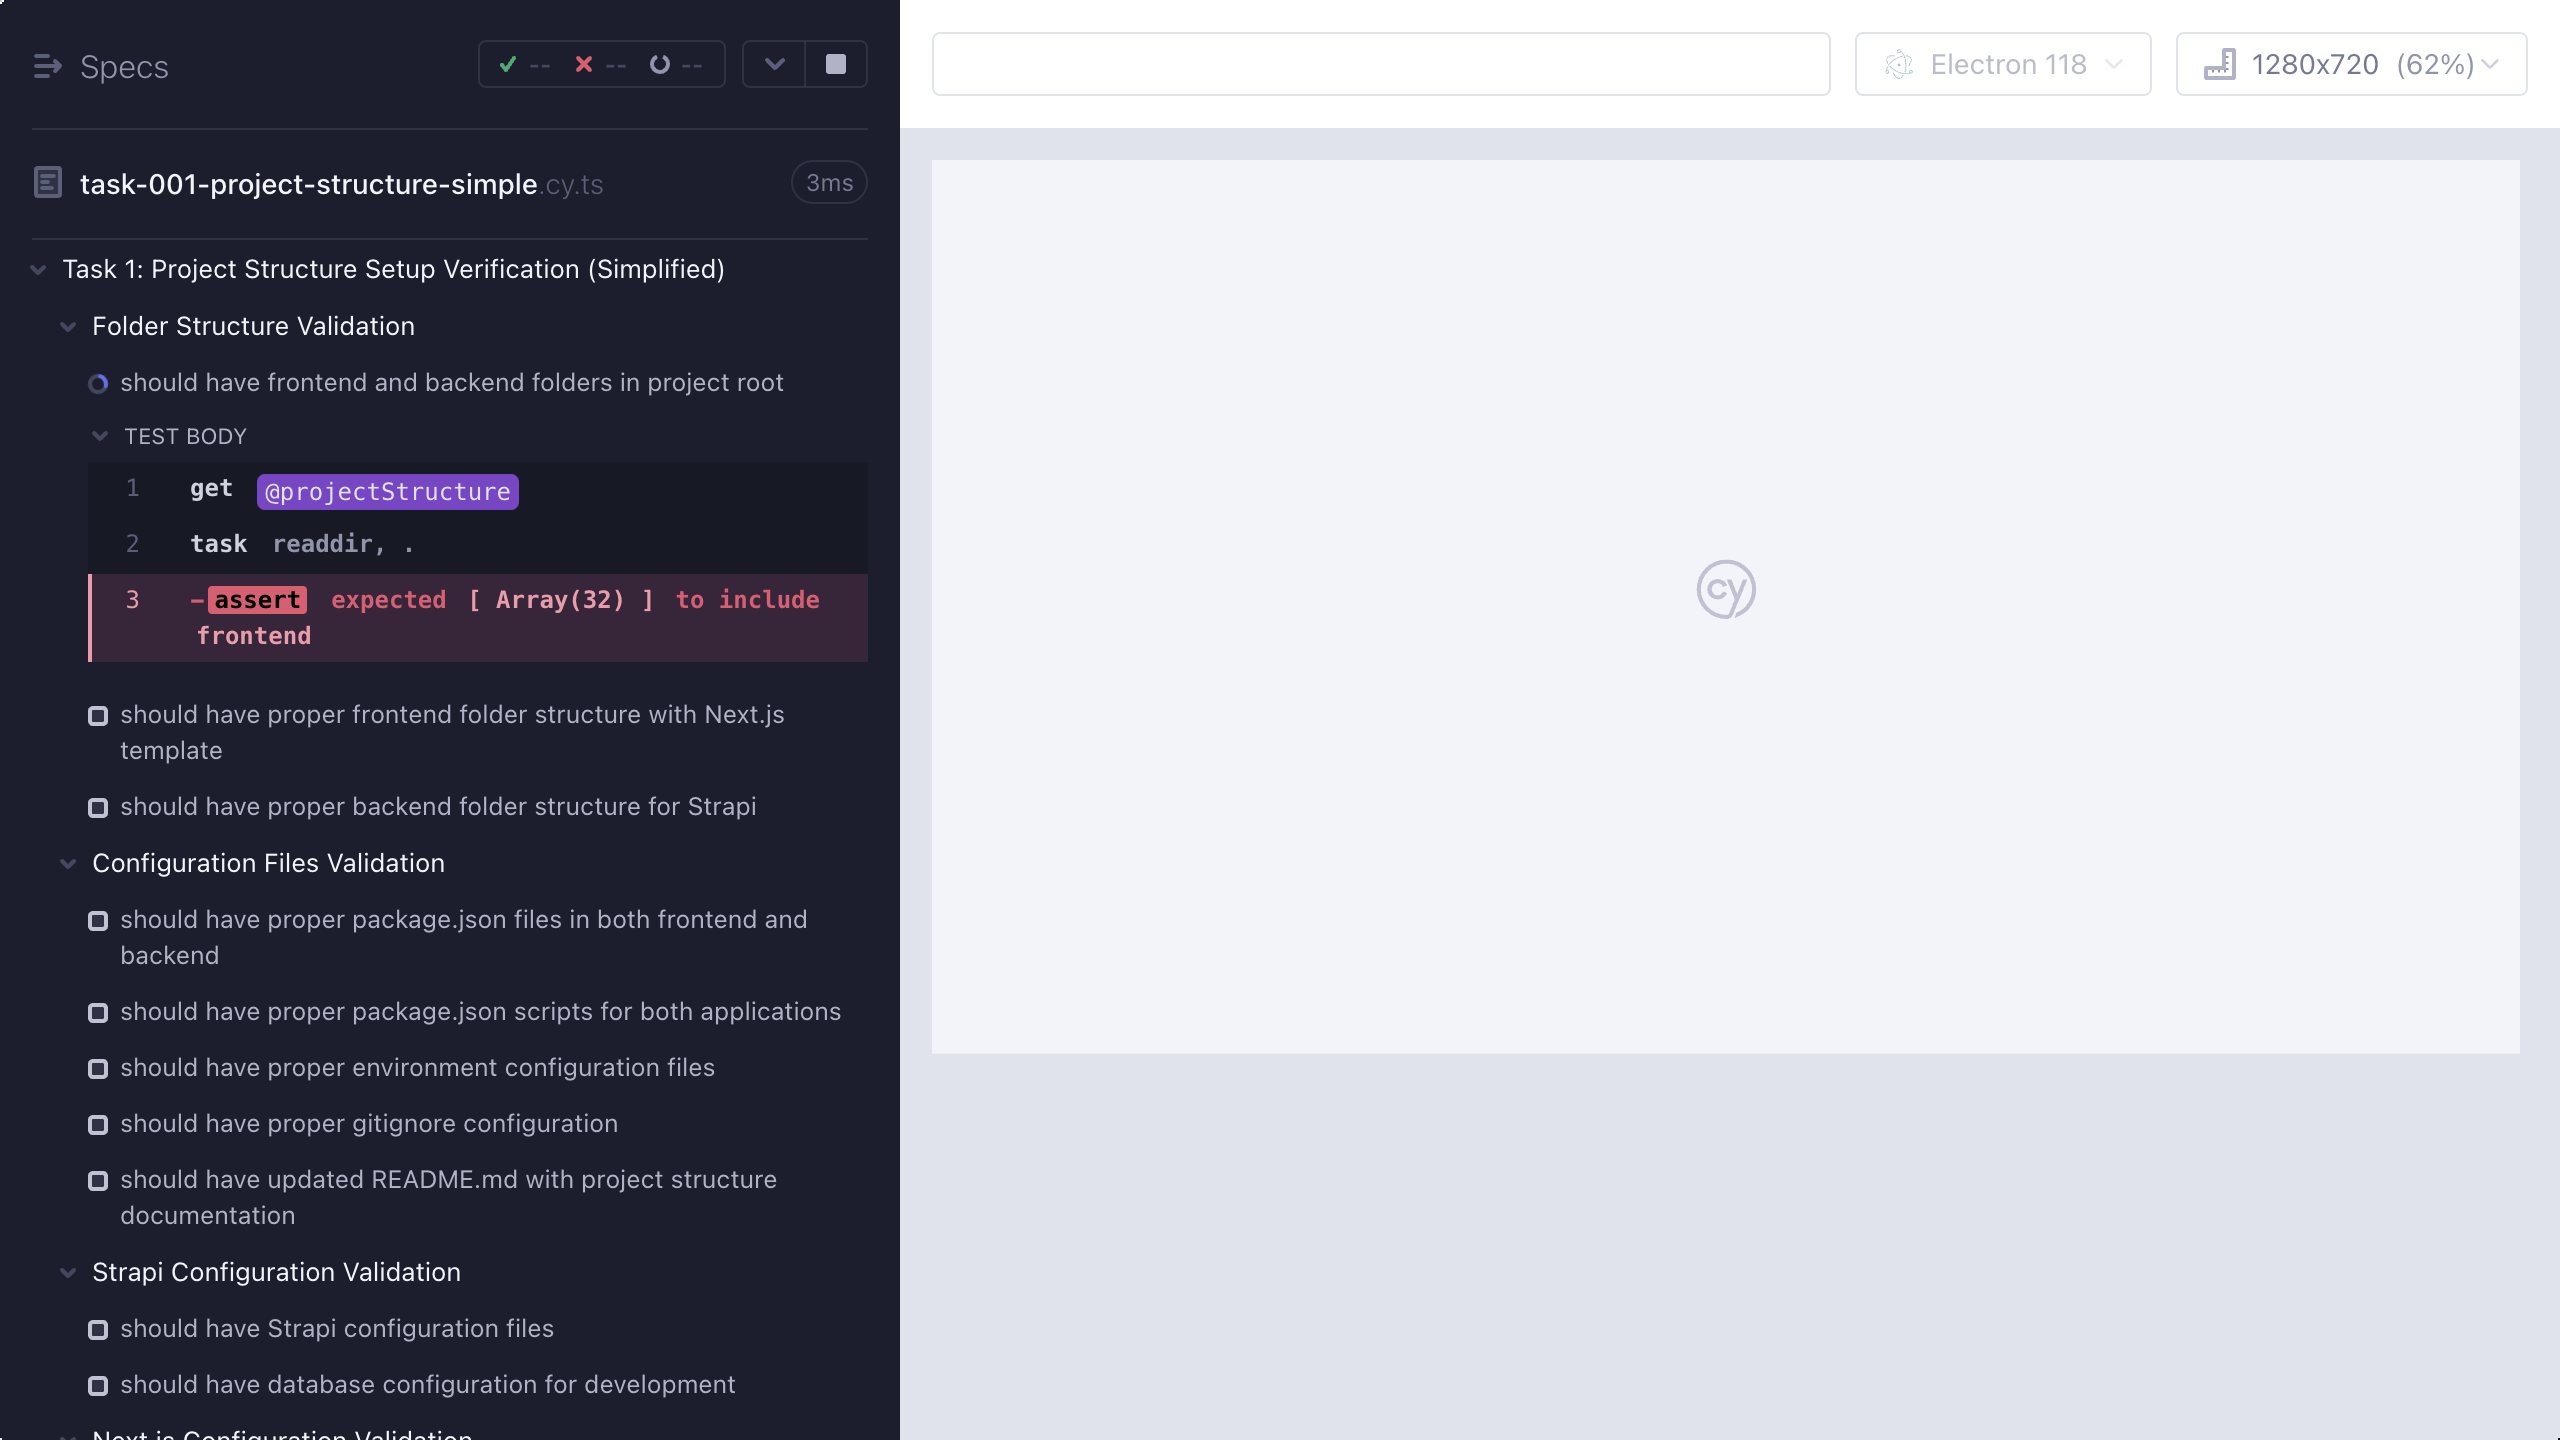 Specs
-- -- --
Electron 118
1280x720 (62%)
task-001-project-structure-simple.cy.ts
3ms
Task 1: Project Structure Setup Verification (Simplified)
Folder Structure Validation
should have frontend and backend folders in project root
TEST BODY
1 get @projectStructure
2 task readdir, .
3 -assert expected [ Array(32) ] to include
frontend
should have proper frontend folder structure with Next.js
template
should have proper backend folder structure for Strapi
Configuration Files Validation
should have proper package.json files in both frontend and
backend
should have proper package.json scripts for both applications
should have proper environment configuration files
should have proper gitignore configuration
should have updated README.md with project structure
documentation
Strapi Configuration Validation
should have Strapi configuration files
should have database configuration for development
Next.js Configuration Validation
cy